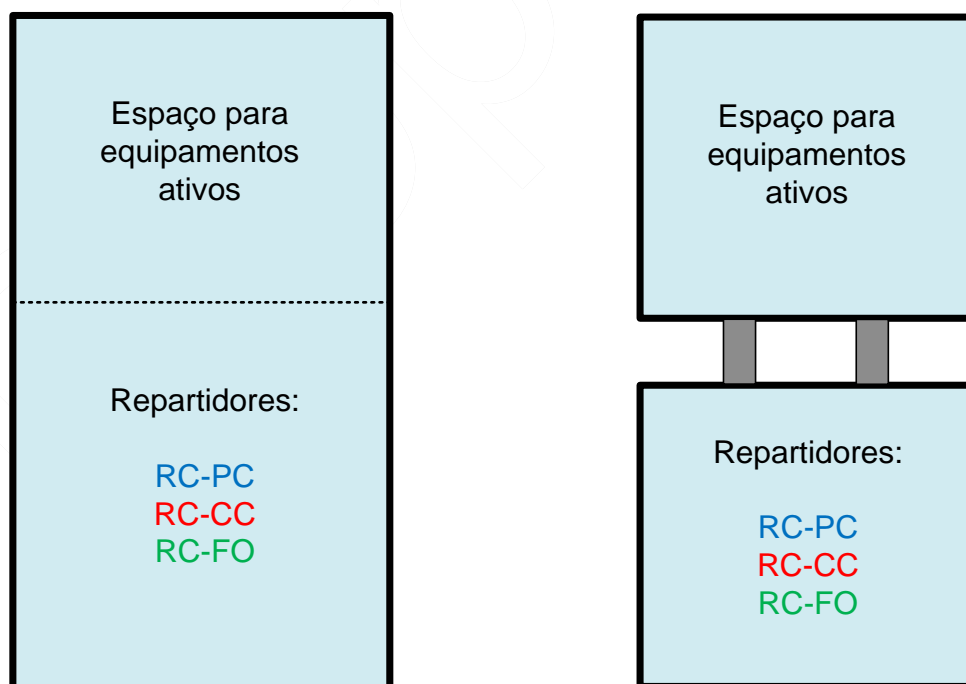 Espaço para
equipamentos
ativos
Repartidores:
RC-PC
RC-CC
RC-FO
Espaço para
equipamentos
ativos
Repartidores:
RC-PC
RC-CC
RC-FO